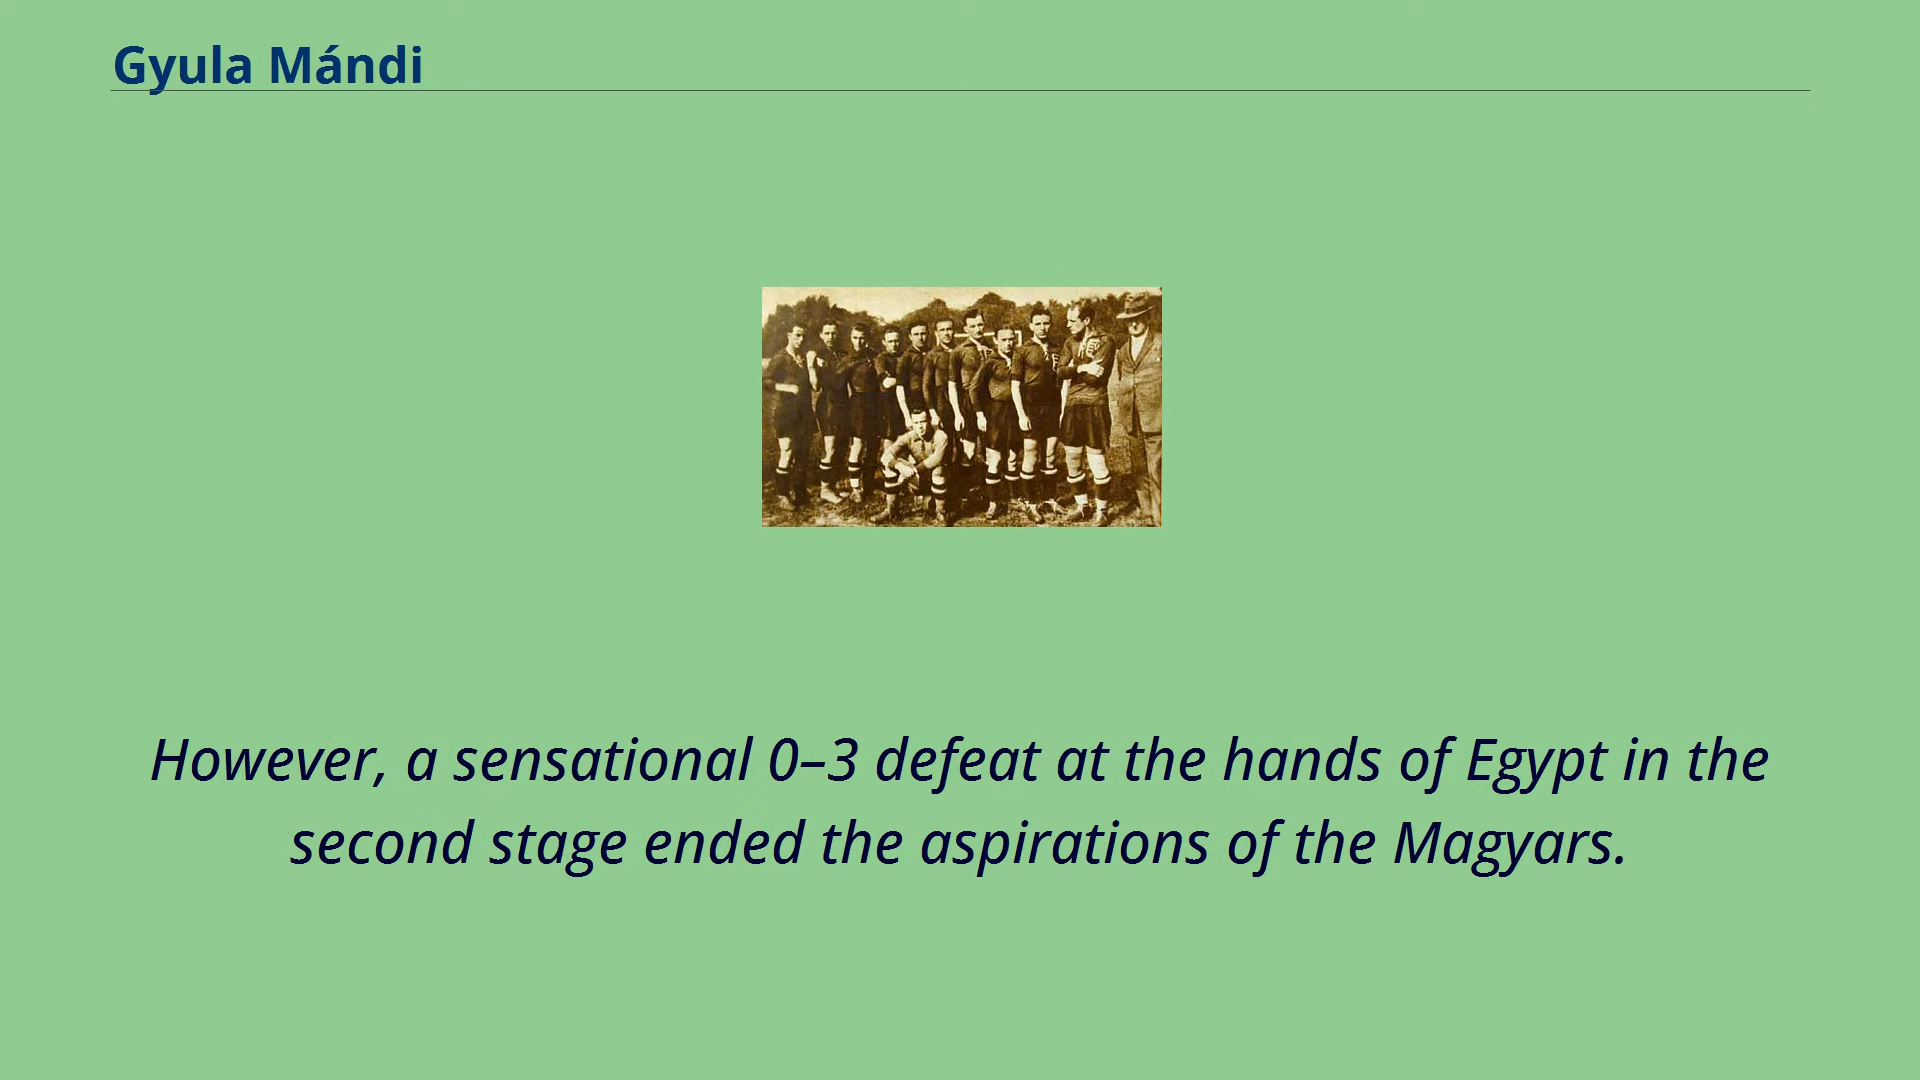 Gyula Mándi
However, a sensational 0–3 defeat at the hands of Egypt in the
second stage ended the aspirations of the Magyars.